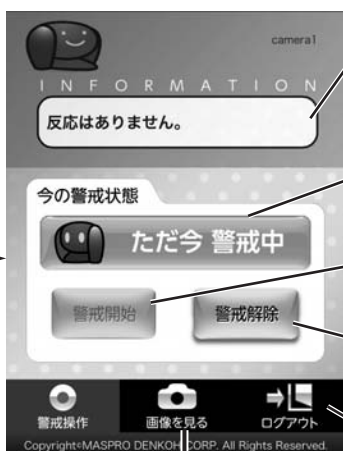 camera1
INFORMATION
反応はありません。
今の警戒状態
ただ今 警戒中
警戒開始
警戒解除
警戒操作
画像を見る
ログアウト
Copyright©MASPRO DENKOH CORP. All Rights Reserved.